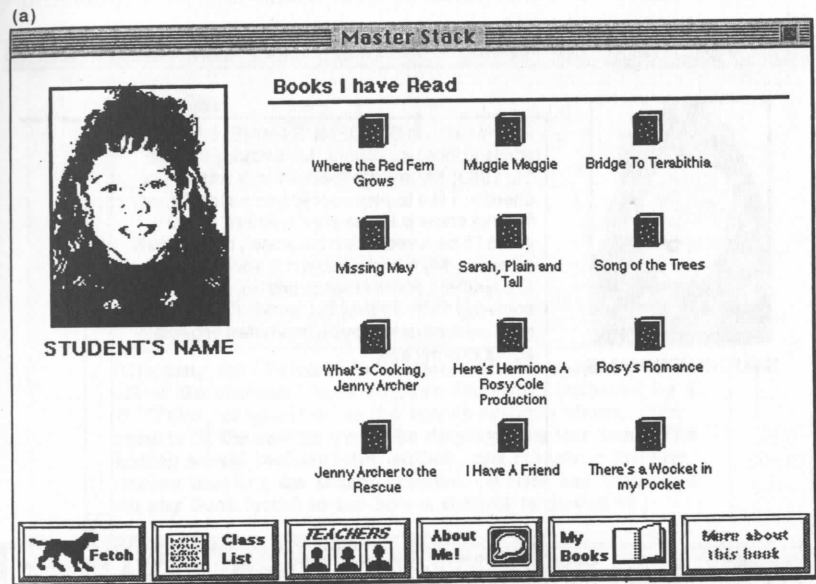 (a)
Master Stack
Books I have Read
Where the Red Fern
Grows
Muggie Maggie
Bridge To Terabithia
Missing May
Sarah, Plain and
Tall
Song of the Trees
STUDENT'S NAME
What's Cooking,
Jenny Archer
Here's Hermione A
Rosy Cole
Production
Rosy's Romance
Jenny Archer to the
Rescue
I Have A Friend
There's a Wocket in
my Pocket
Fetch
Class
List
TEACHERS
About
Me!
My
Books
More about
this book